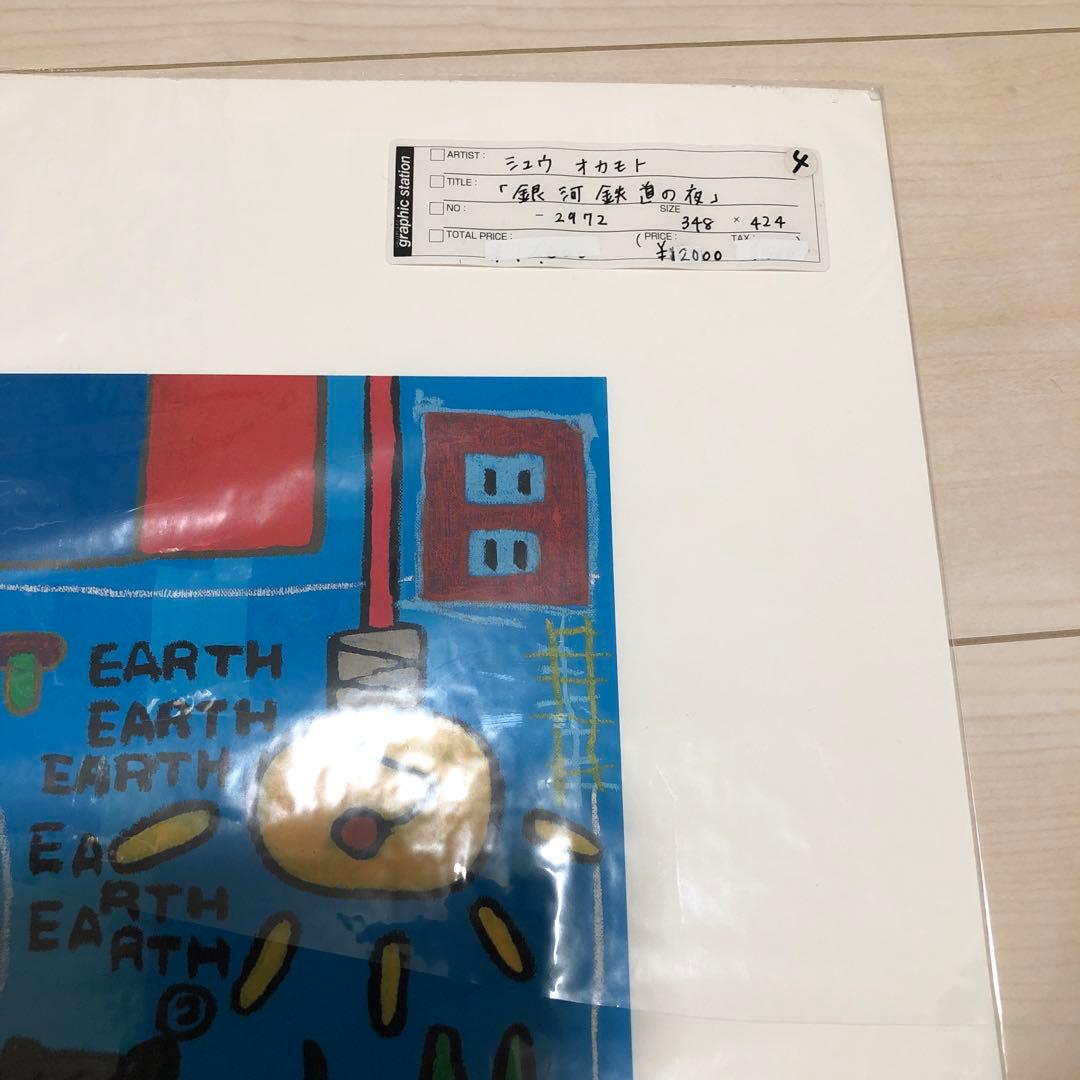 graphic station
ARTIST: シュウ オカモト 4
TITLE: 「銀河鉄道の夜」
NO: -2972 SIZE 348 × 424
TOTAL PRICE: (PRICE: ¥12000 TAX: )
EARTH
EARTH
EARTH
EA
RTH
EARTH